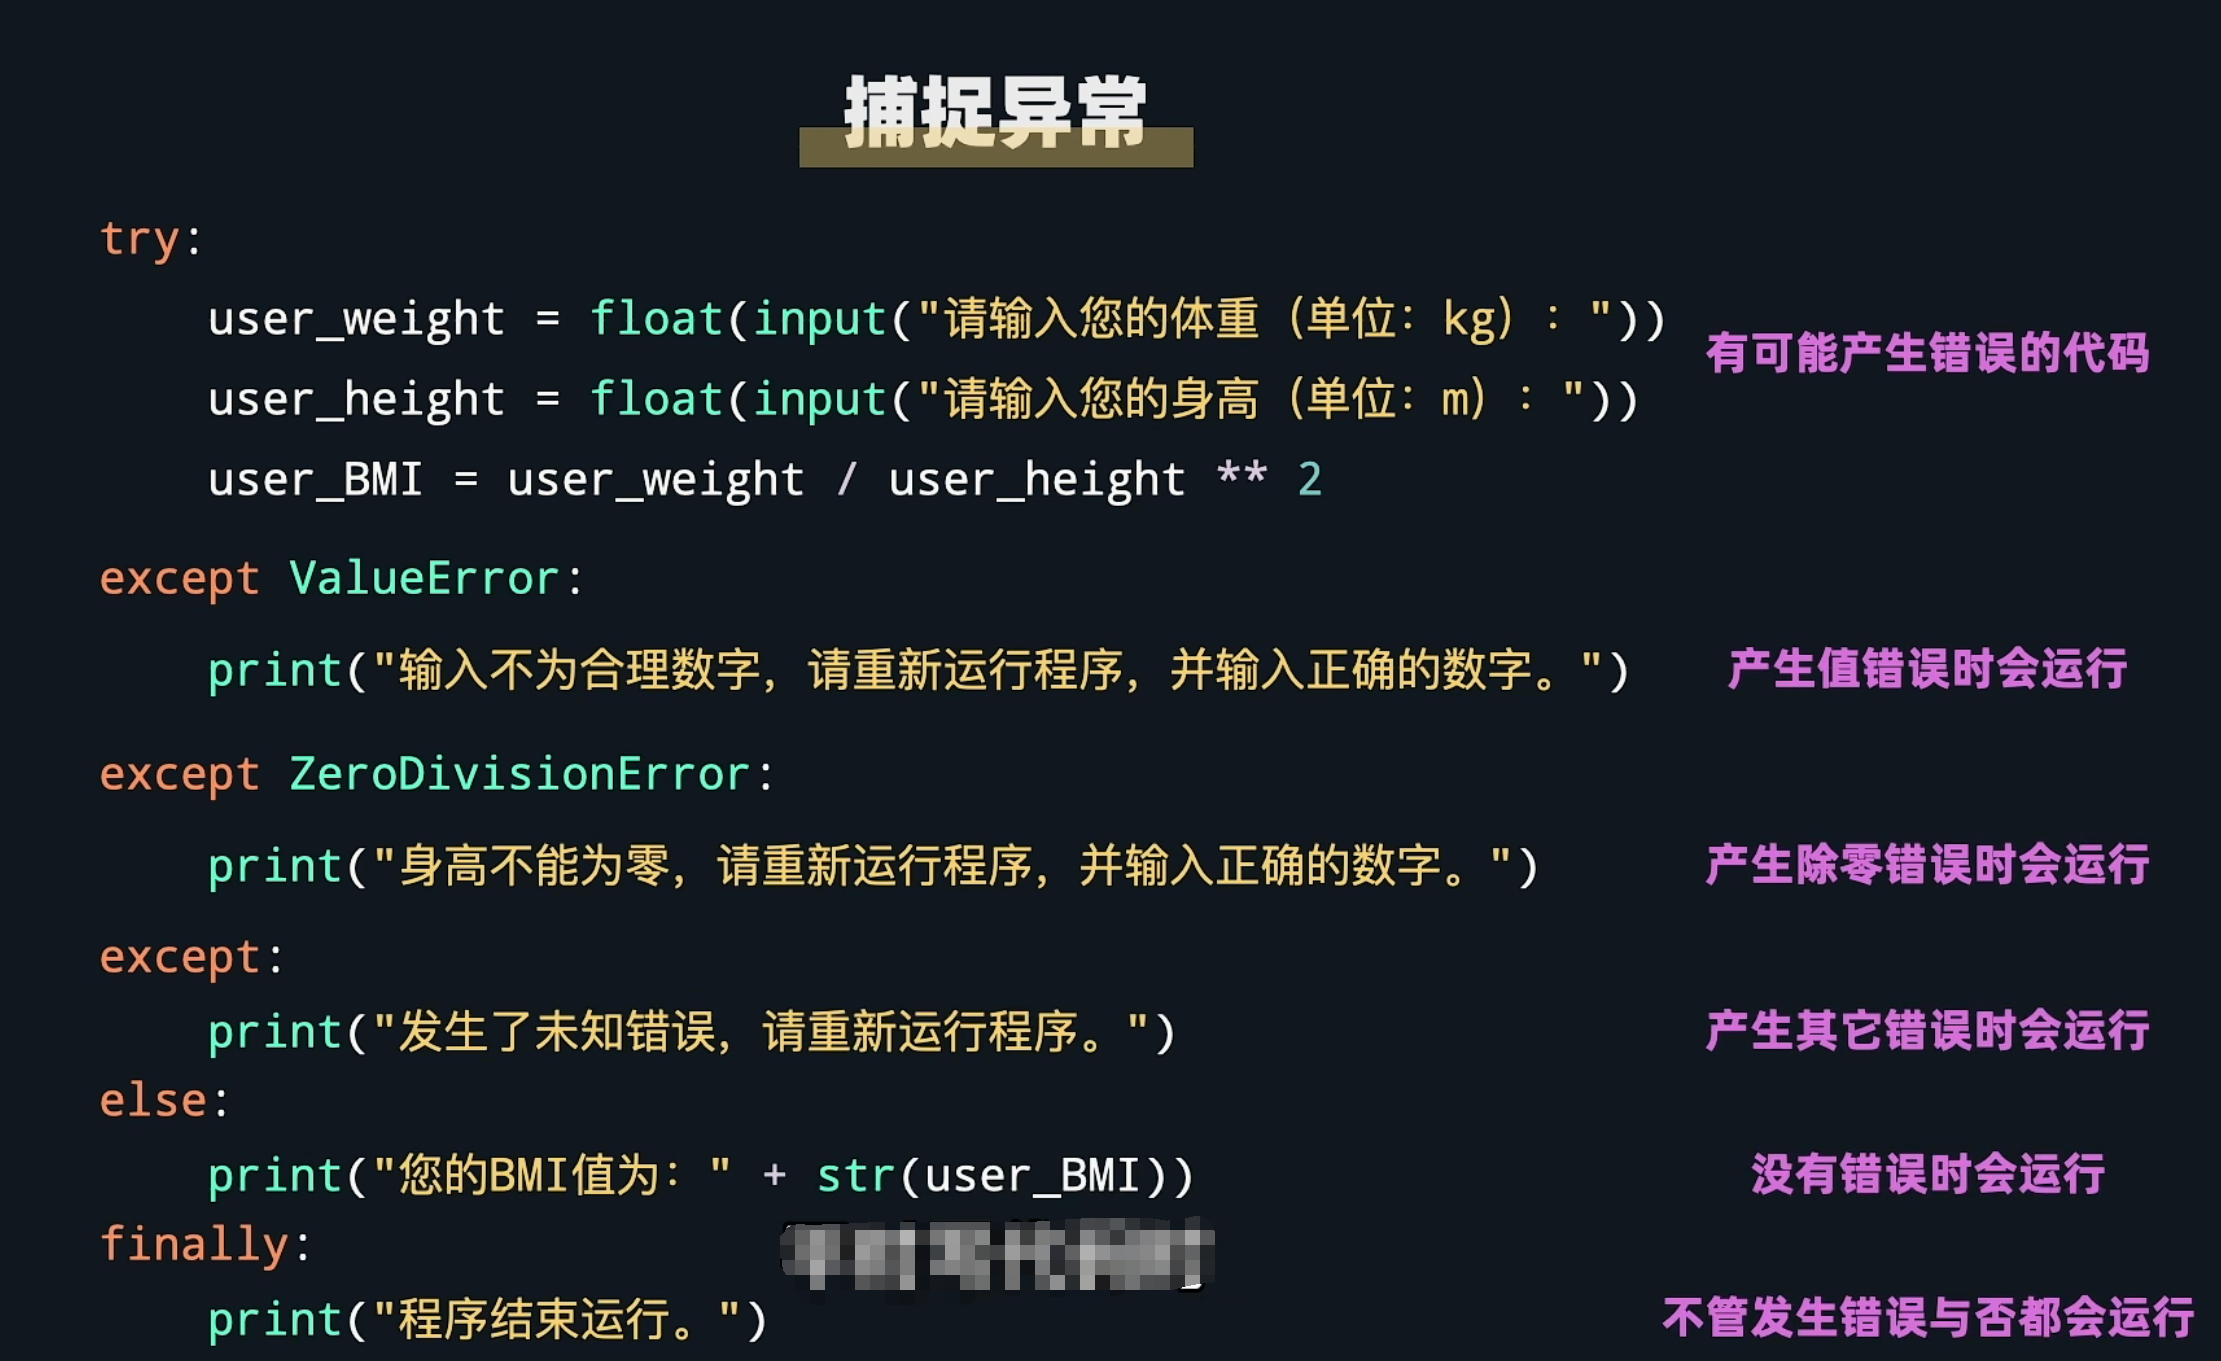 捕捉异常
try:
user_weight = float(input("请输入您的体重（单位：kg）："))
有可能产生错误的代码
user_height = float(input("请输入您的身高（单位：m）："))
user_BMI = user_weight / user_height ** 2
except ValueError:
print("输入不为合理数字，请重新运行程序，并输入正确的数字。") 产生值错误时会运行
except ZeroDivisionError:
print("身高不能为零，请重新运行程序，并输入正确的数字。") 产生除零错误时会运行
except:
print("发生了未知错误，请重新运行程序。") 产生其它错误时会运行
else:
print("您的BMI值为：" + str(user_BMI)) 没有错误时会运行
finally:
print("程序结束运行。") 不管发生错误与否都会运行